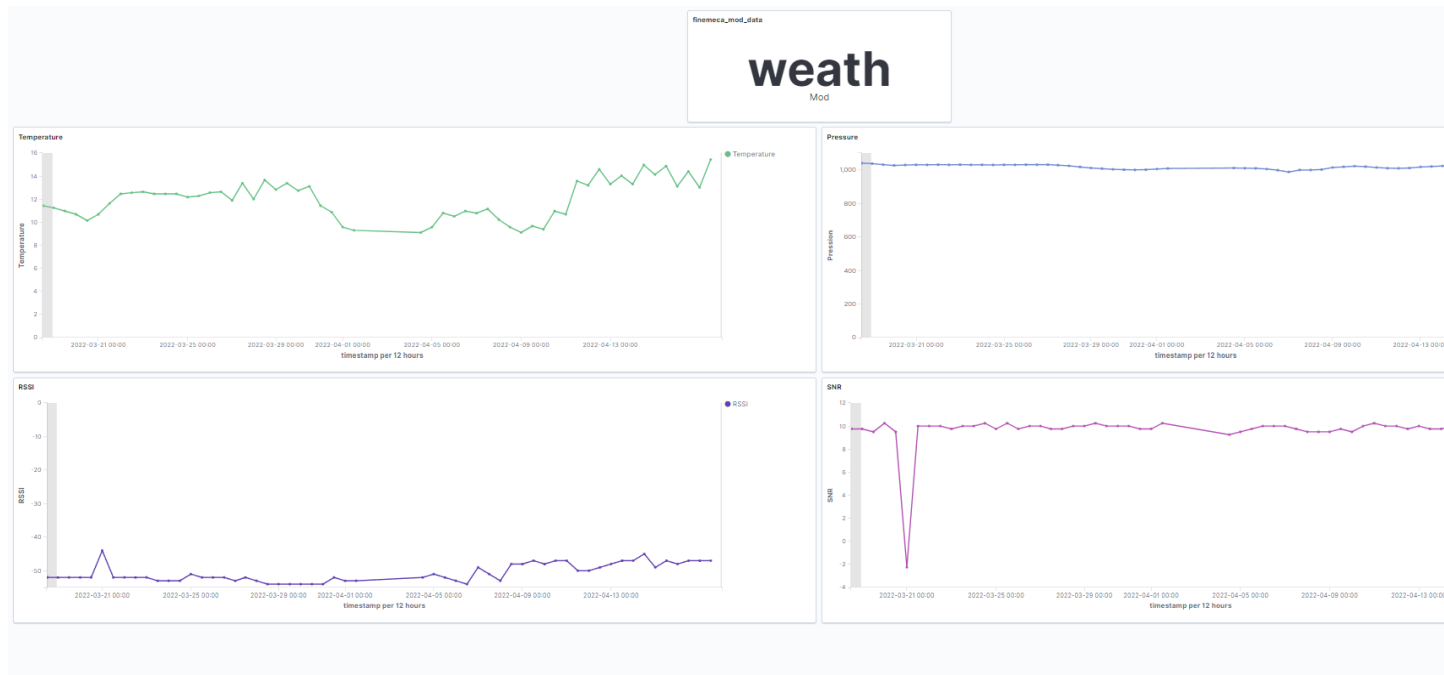 finemeca_mod_data
weath
Mod
Temperature
16
14
12
10
8
6
4
2
0
Temperature
2022-03-21 00:00 2022-03-25 00:00 2022-03-29 00:00 2022-04-01 00:00 2022-04-05 00:00 2022-04-09 00:00 2022-04-13 00:00
timestamp per 12 hours
Temperature
Pressure
1,000
800
600
400
200
0
Pression
2022-03-21 00:00 2022-03-25 00:00 2022-03-29 00:00 2022-04-01 00:00 2022-04-05 00:00 2022-04-09 00:00 2022-04-13 00:0
timestamp per 12 hours
RSSI
0
-10
-20
-30
-40
-50
RSSI
2022-03-21 00:00 2022-03-25 00:00 2022-03-29 00:00 2022-04-01 00:00 2022-04-05 00:00 2022-04-09 00:00 2022-04-13 00:00
timestamp per 12 hours
RSSI
SNR
12
10
8
6
4
2
0
-2
-4
SNR
2022-03-21 00:00 2022-03-25 00:00 2022-03-29 00:00 2022-04-01 00:00 2022-04-05 00:00 2022-04-09 00:00 2022-04-13 00:0
timestamp per 12 hours